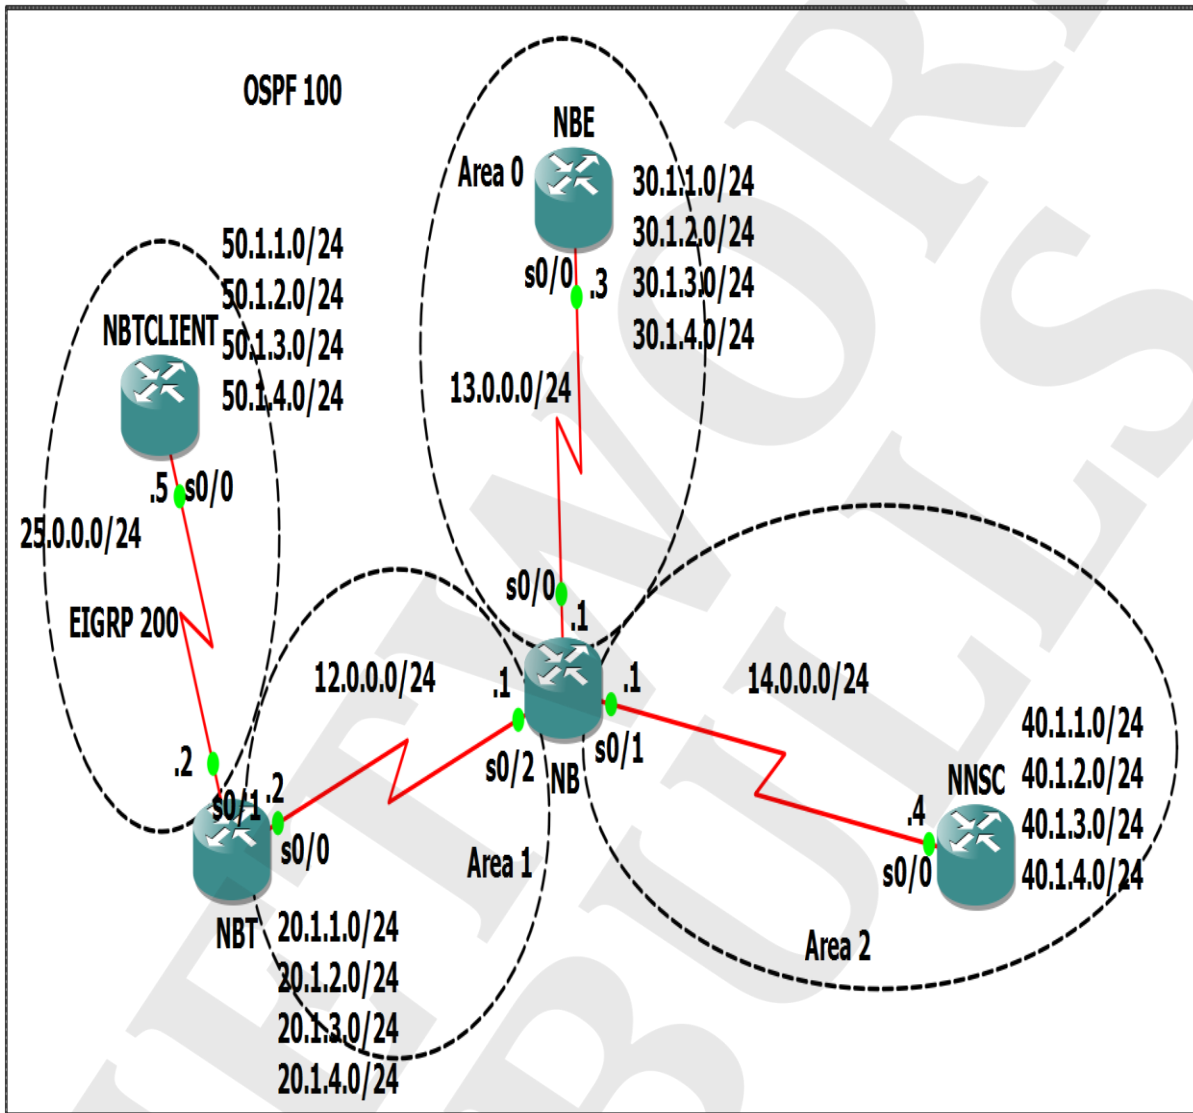 OSPF 100
NBE
Area 0
30.1.1.0/24
30.1.2.0/24
30.1.3.0/24
30.1.4.0/24
s0/0
.3
50.1.1.0/24
50.1.2.0/24
50.1.3.0/24
50.1.4.0/24
NBTCLIENT
.5
s0/0
25.0.0.0/24
EIGRP 200
13.0.0.0/24
s0/0
.1
12.0.0.0/24
.1
.1
14.0.0.0/24
s0/2
s0/1
NB
.2
s0/1
.2
s0/0
Area 1
NBT
20.1.1.0/24
20.1.2.0/24
20.1.3.0/24
20.1.4.0/24
40.1.1.0/24
40.1.2.0/24
40.1.3.0/24
40.1.4.0/24
NNSC
.4
s0/0
Area 2